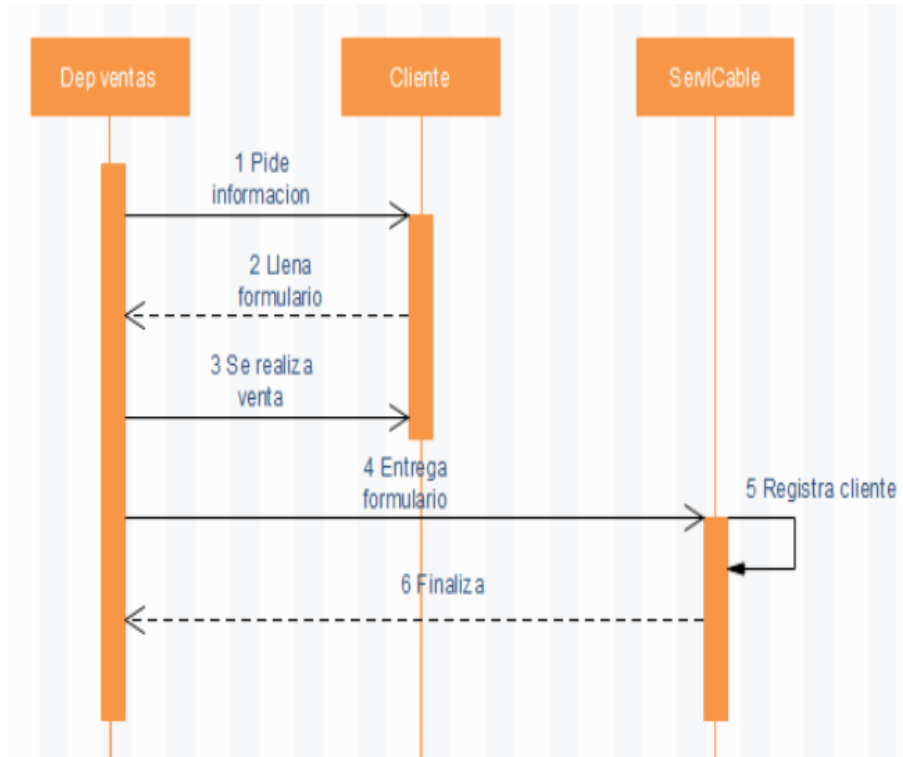 Dep ventas
Cliente
ServiCable
1 Pide
informacion
2 Llena
formulario
3 Se realiza
venta
4 Entrega
formulario
5 Registra cliente
6 Finaliza